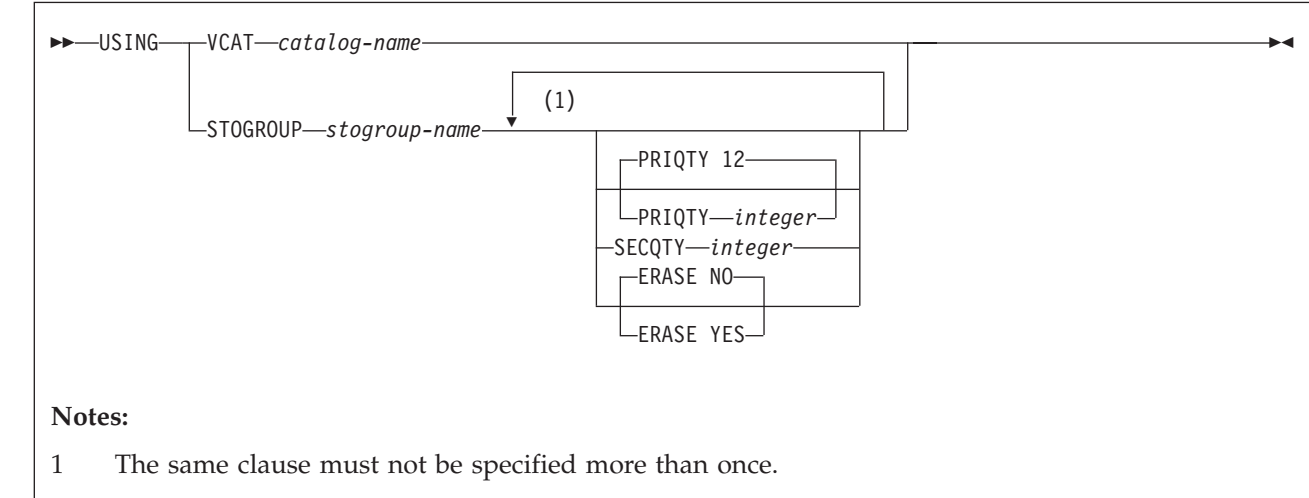 USING VCAT catalog-name
(1)
STOGROUP stogroup-name
PRIQTY 12
PRIQTY integer
SECQTY integer
ERASE NO
ERASE YES
Notes:
1 The same clause must not be specified more than once.